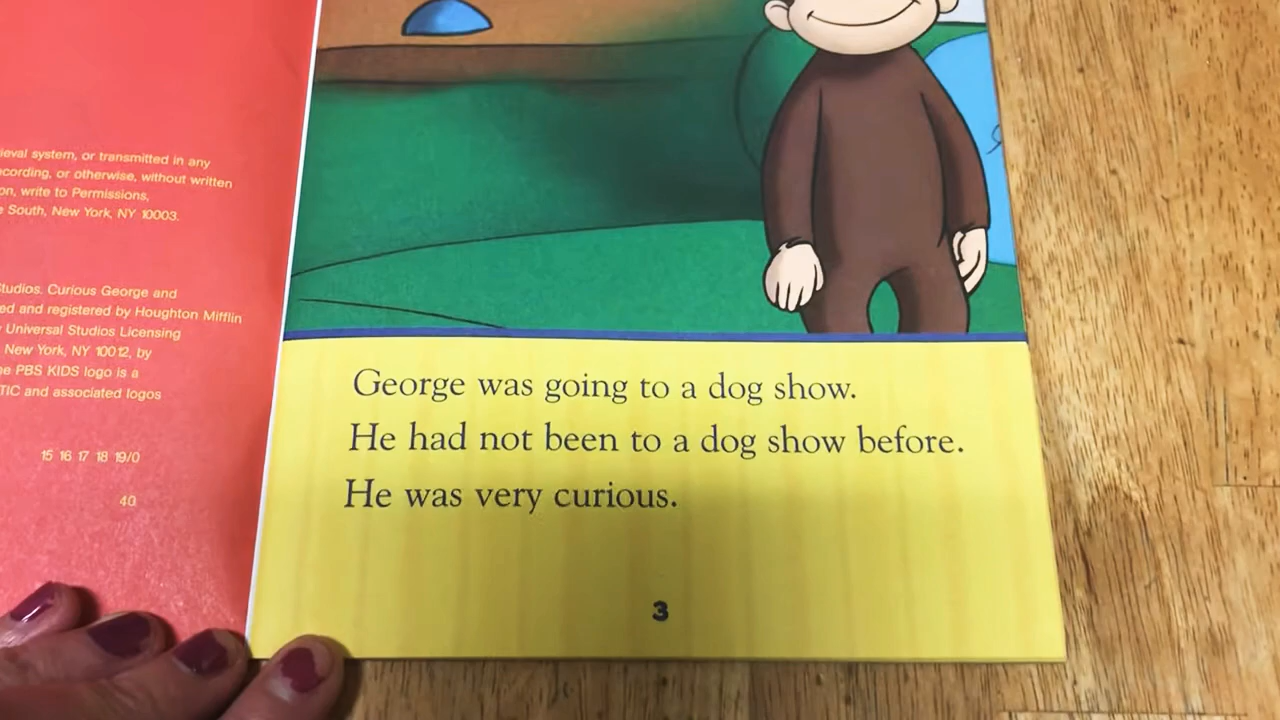 ieval system, or transmitted in any
cording, or otherwise, without written
on, write to Permissions,
South, New York, NY 10003.
tudios. Curious George and
ed and registered by Houghton Mifflin
Universal Studios Licensing
New York, NY 10012, by
e PBS KIDS logo is a
TIC and associated logos
15 16 17 18 19/0
40
George was going to a dog show.
He had not been to a dog show before.
He was very curious.
3